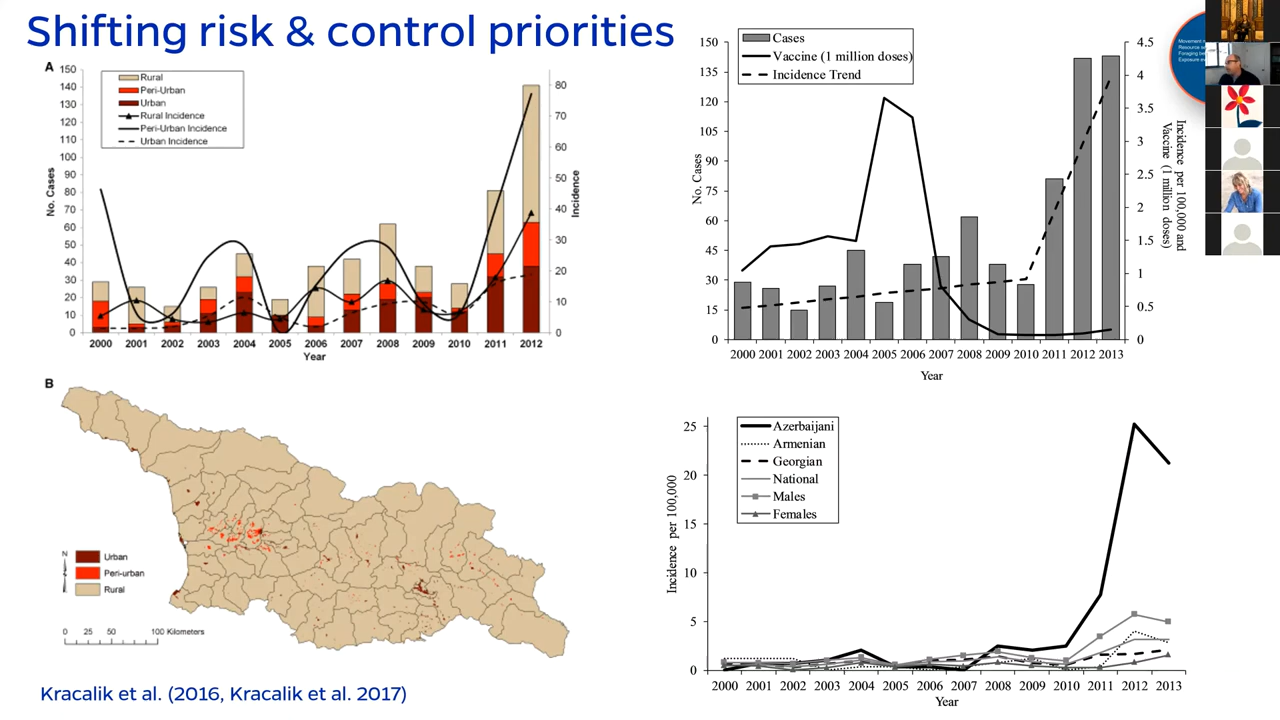 Shifting risk & control priorities
A
150
140
130
120
110
100
90
80
70
60
50
40
30
20
10
0
No. Cases
Rural
Peri-Urban
Urban
Rural Incidence
Peri-Urban Incidence
Urban Incidence
80
70
60
50
40
30
20
10
0
Incidence
2000 2001 2002 2003 2004 2005 2006 2007 2008 2009 2010 2011 2012
Year
B
N
Urban
Peri-urban
Rural
0 25 50 100 Kilometers
Kracalik et al. (2016, Kracalik et al. 2017)
150
135
120
105
90
75
60
45
30
15
0
No. Cases
Cases
Vaccine (1 million doses)
Incidence Trend
4.5
4
3.5
3
2.5
2
1.5
1
0.5
0
Incidence per 100,000 and
Vaccine (1 million doses)
2000 2001 2002 2003 2004 2005 2006 2007 2008 2009 2010 2011 2012 2013
Year
25
20
15
10
5
0
Incidence per 100,000
Azerbaijani
Armenian
Georgian
National
Males
Females
2000 2001 2002 2003 2004 2005 2006 2007 2008 2009 2010 2011 2012 2013
Year